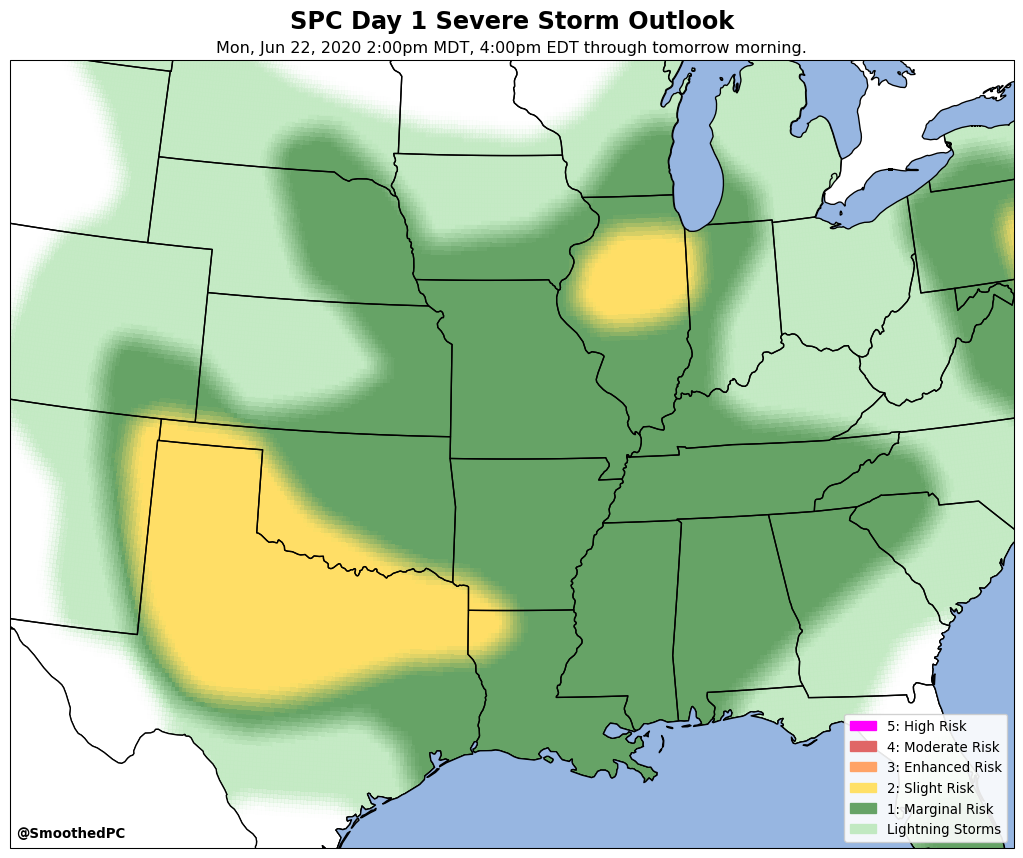 SPC Day 1 Severe Storm Outlook
Mon, Jun 22, 2020 2:00pm MDT, 4:00pm EDT through tomorrow morning.
5: High Risk
4: Moderate Risk
3: Enhanced Risk
2: Slight Risk
1: Marginal Risk
Lightning Storms
@SmoothedPC